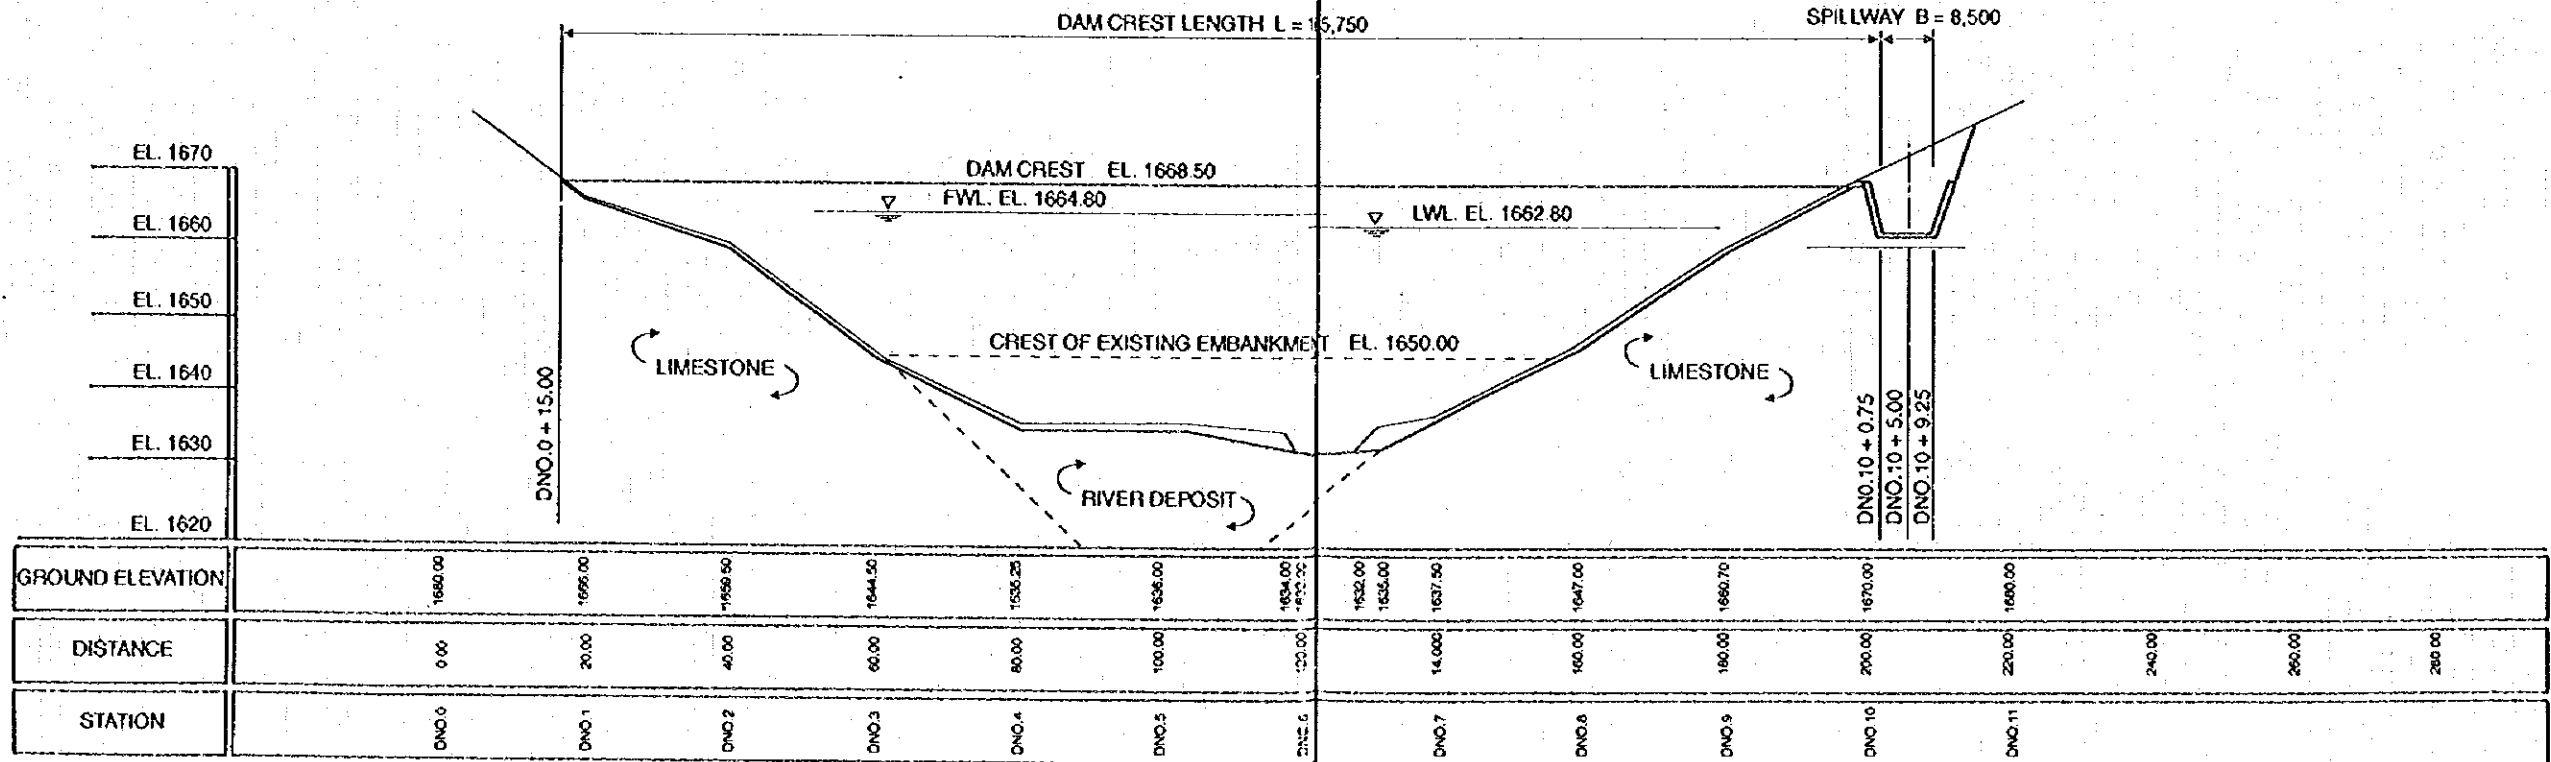 DAM CREST LENGTH L = 5,750
SPILLWAY B = 8,500
EL. 1670
EL. 1660
EL. 1650
EL. 1640
EL. 1630
EL. 1620
DAM CREST EL. 1668.50
FWL. EL. 1664.80
LWL. EL. 1662.80
CREST OF EXISTING EMBANKMENT EL. 1650.00
LIMESTONE
LIMESTONE
RIVER DEPOSIT
DNO.0 + 15.00
DNO.10 + 0.75
DNO.10 + 5.00
DNO.10 + 9.25
GROUND ELEVATION 1680.00 1666.00 1659.50 1644.50 1635.25 1636.00 1634.00 1632.00 1635.00 1637.50 1647.00 1660.70 1670.00 1680.00
DISTANCE 0.00 20.00 40.00 60.00 80.00 100.00 14.000 160.00 180.00 200.00 220.00 240.00 260.00 280.00
STATION DNO.0 DNO.1 DNO.2 DNO.3 DNO.4 DNO.5 DNO.6 DNO.7 DNO.8 DNO.9 DNO.10 DNO.11